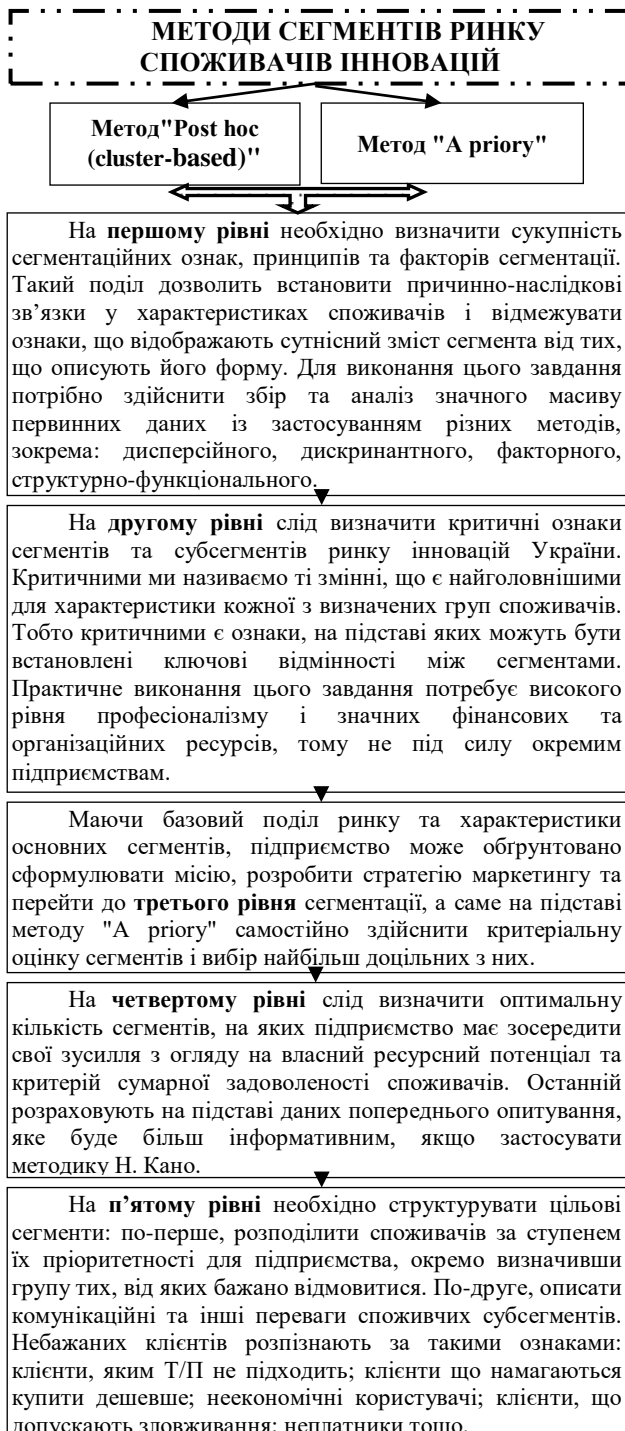 МЕТОДИ СЕГМЕНТІВ РИНКУ
СПОЖИВАЧІВ ІННОВАЦІЙ
Метод"Post hoc
(cluster-based)"
Метод "A priory"
На першому рівні необхідно визначити сукупність
сегментаційних ознак, принципів та факторів сегментації.
Такий поділ дозволить встановити причинно-наслідкові
зв’язки у характеристиках споживачів і відмежувати
ознаки, що відображають сутнісний зміст сегмента від тих,
що описують його форму. Для виконання цього завдання
потрібно здійснити збір та аналіз значного масиву
первинних даних із застосуванням різних методів,
зокрема: дисперсійного, дискринантного, факторного,
структурно-функціонального.
На другому рівні слід визначити критичні ознаки
сегментів та субсегментів ринку інновацій України.
Критичними ми називаємо ті змінні, що є найголовнішими
для характеристики кожної з визначених груп споживачів.
Тобто критичними є ознаки, на підставі яких можуть бути
встановлені ключові відмінності між сегментами.
Практичне виконання цього завдання потребує високого
рівня професіоналізму і значних фінансових та
організаційних ресурсів, тому не під силу окремим
підприємствам.
Маючи базовий поділ ринку та характеристики
основних сегментів, підприємство може обґрунтовано
сформулювати місію, розробити стратегію маркетингу та
перейти до третього рівня сегментації, а саме на підставі
методу "A priory" самостійно здійснити критеріальну
оцінку сегментів і вибір найбільш доцільних з них.
На четвертому рівні слід визначити оптимальну
кількість сегментів, на яких підприємство має зосередити
свої зусилля з огляду на власний ресурсний потенціал та
критерій сумарної задоволеності споживачів. Останній
розраховують на підставі даних попереднього опитування,
яке буде більш інформативним, якщо застосувати
методику Н. Кано.
На п’ятому рівні необхідно структурувати цільові
сегменти: по-перше, розподілити споживачів за ступенем
їх пріоритетності для підприємства, окремо визначивши
групу тих, від яких бажано відмовитися. По-друге, описати
комунікаційні та інші переваги споживчих субсегментів.
Небажаних клієнтів розпізнають за такими ознаками:
клієнти, яким Т/П не підходить; клієнти що намагаються
купити дешевше; неекономічні користувачі; клієнти, що
допускають зловживання; неплатники тощо.